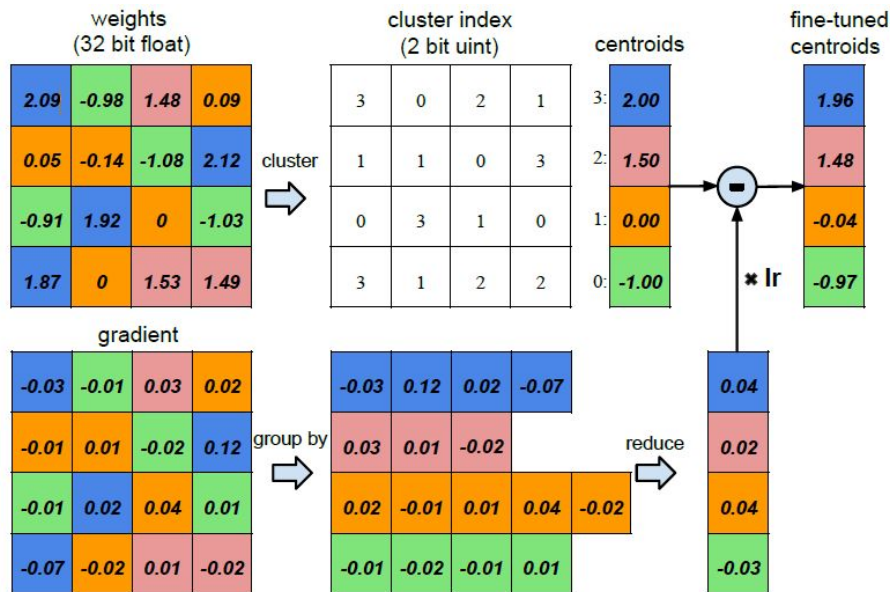 weights
(32 bit float)
cluster index
(2 bit uint)
centroids
fine-tuned
centroids
2.09 -0.98 1.48 0.09
3 0 2 1
3: 2.00
1.96
0.05 -0.14 -1.08 2.12
cluster
1 1 0 3
2: 1.50
1.48
-0.91 1.92 0 -1.03
0 3 1 0
1: 0.00
-0.04
1.87 0 1.53 1.49
3 1 2 2
0: -1.00
× lr
-0.97
gradient
-0.03 -0.01 0.03 0.02
-0.03 0.12 0.02 -0.07
0.04
-0.01 0.01 -0.02 0.12
group by
0.03 0.01 -0.02
reduce
0.02
-0.01 0.02 0.04 0.01
0.02 -0.01 0.01 0.04 -0.02
0.04
-0.07 -0.02 0.01 -0.02
-0.01 -0.02 -0.01 0.01
-0.03